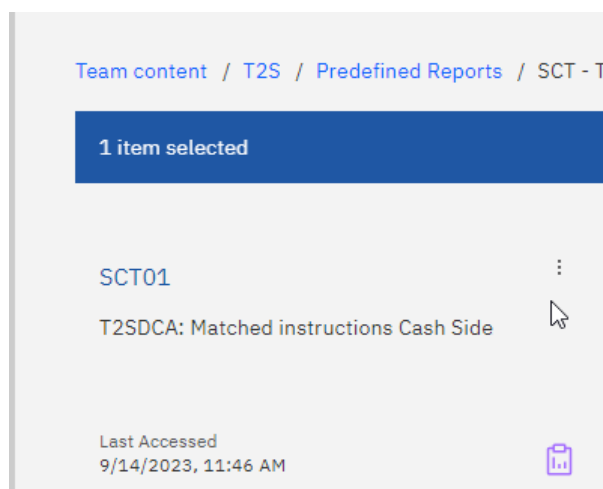 Team content / T2S / Predefined Reports / SCT - T
1 item selected
SCT01
T2SDCA: Matched instructions Cash Side
Last Accessed
9/14/2023, 11:46 AM